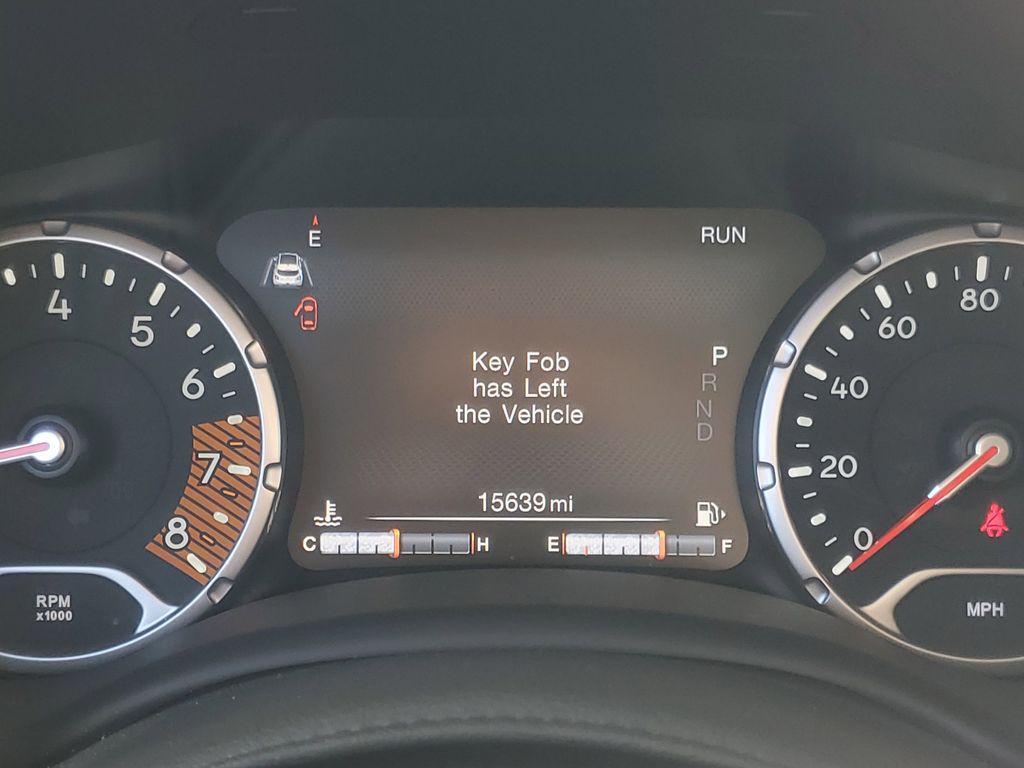 E
RUN
4
5
6
7
8
RPM
x1000
Key Fob
has Left
the Vehicle
P
R
N
D
15639 mi
C H
E F
80
60
40
20
0
MPH